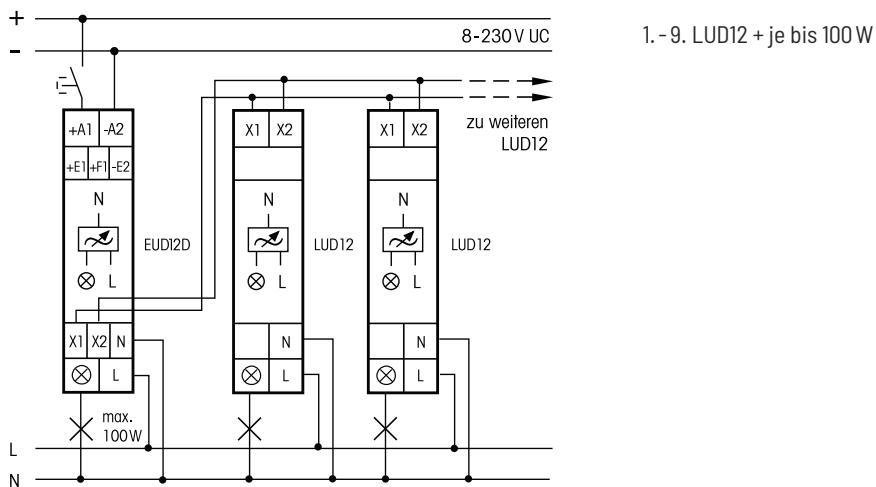 +
-
8-230 V UC
1.-9. LUD12 + je bis 100 W
zu weiteren
LUD12
+A1 -A2
+E1 +F1 -E2
N
L
EUD12D
X1 X2 N
L
max.
100W
X1 X2
N
L
LUD12
N
L
X1 X2
N
L
LUD12
N
L
L
N